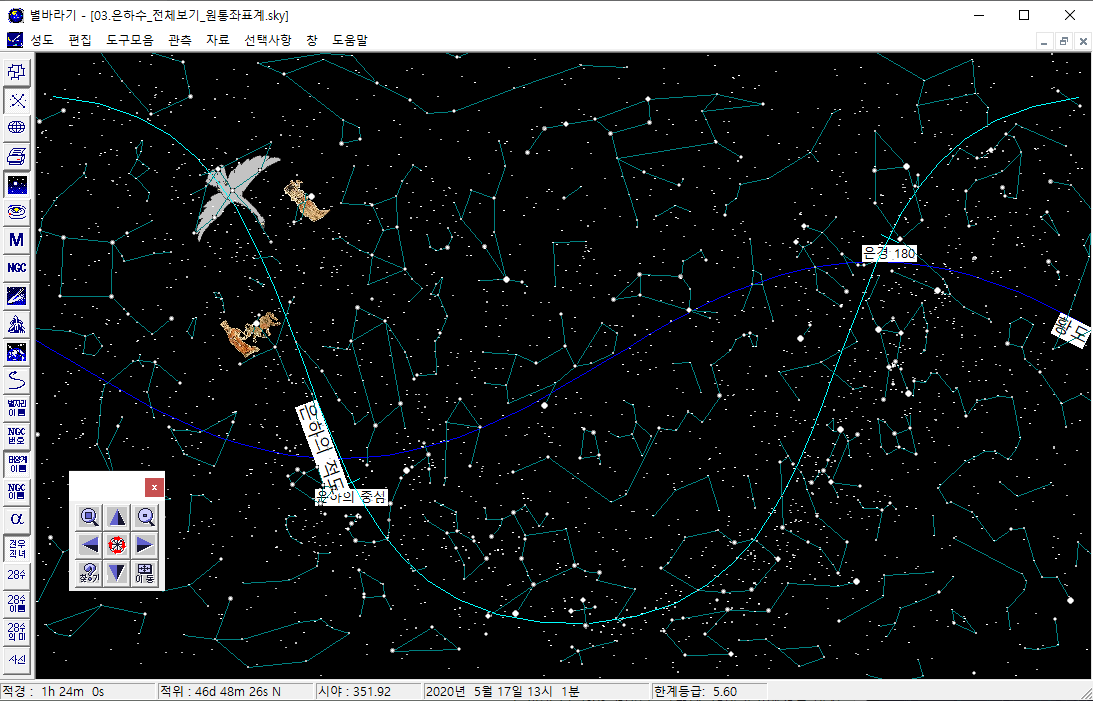 별바라기 - [03.은하수_전체보기_원통좌표계.sky]
성도 편집 도구모음 관측 자료 선택사항 창 도움말
M
NGC
별자리
이름
NGC
번호
태양계
이름
NGC
이름
α
견우
직녀
28수
28수
이름
28수
의미
사신
은경 180
황도
은하의 적도
은하의 중심
찾기
이동
적경 : 1h 24m 0s
적위 : 46d 48m 26s N
시야 : 351.92
2020년 5월 17일 13시 1분
한계등급: 5.60